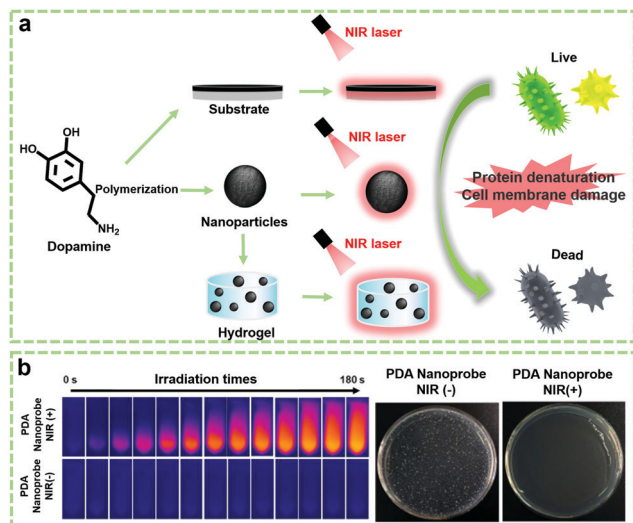 a
NIR laser
Live
Substrate
HO
OH
NIR laser
Polymerization
NH2
Nanoparticles
Dopamine
Protein denaturation
Cell membrane damage
NIR laser
Dead
Hydrogel
b
0 s
Irradiation times
180 s
PDA
Nanoprobe
NIR (+)
PDA
Nanoprobe
NIR(-)
PDA Nanoprobe
NIR (-)
PDA Nanoprobe
NIR(+)